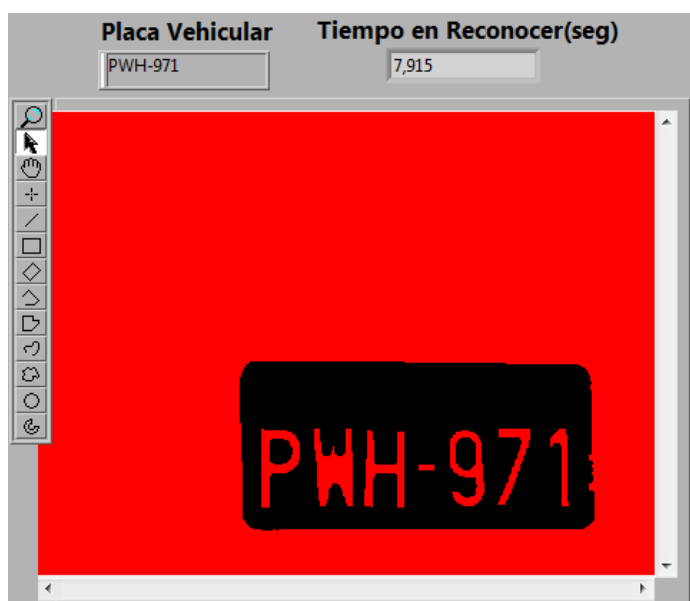 Placa Vehicular
Tiempo en Reconocer(seg)
PWH-971
7,915
PWH-971